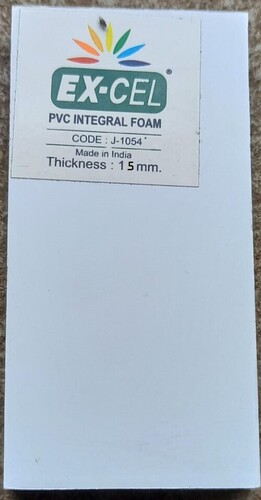 EX-CEL®
PVC INTEGRAL FOAM
CODE : J-1054
Made in India
Thickness : 15mm.